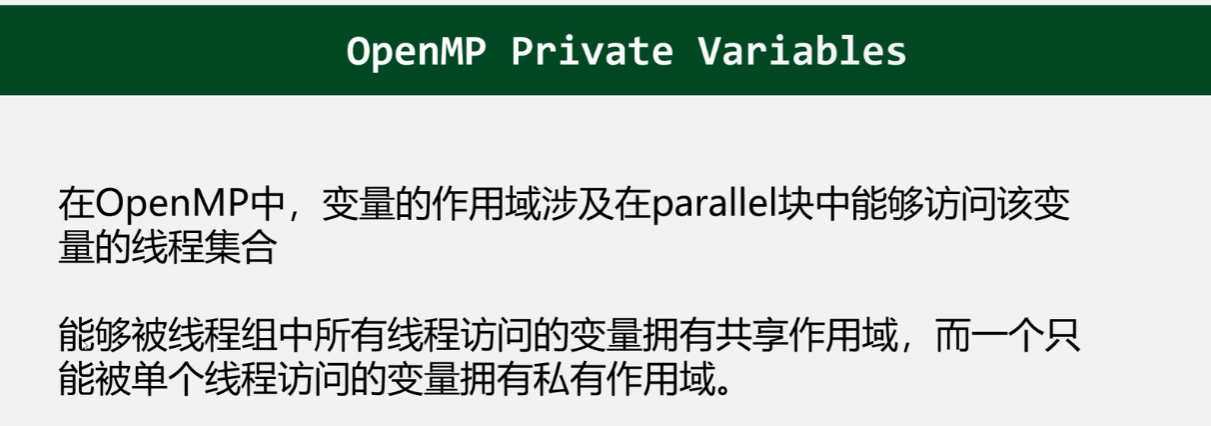 OpenMP Private Variables
在OpenMP中，变量的作用域涉及在parallel块中能够访问该变
量的线程集合
能够被线程组中所有线程访问的变量拥有共享作用域，而一个只
能被单个线程访问的变量拥有私有作用域。